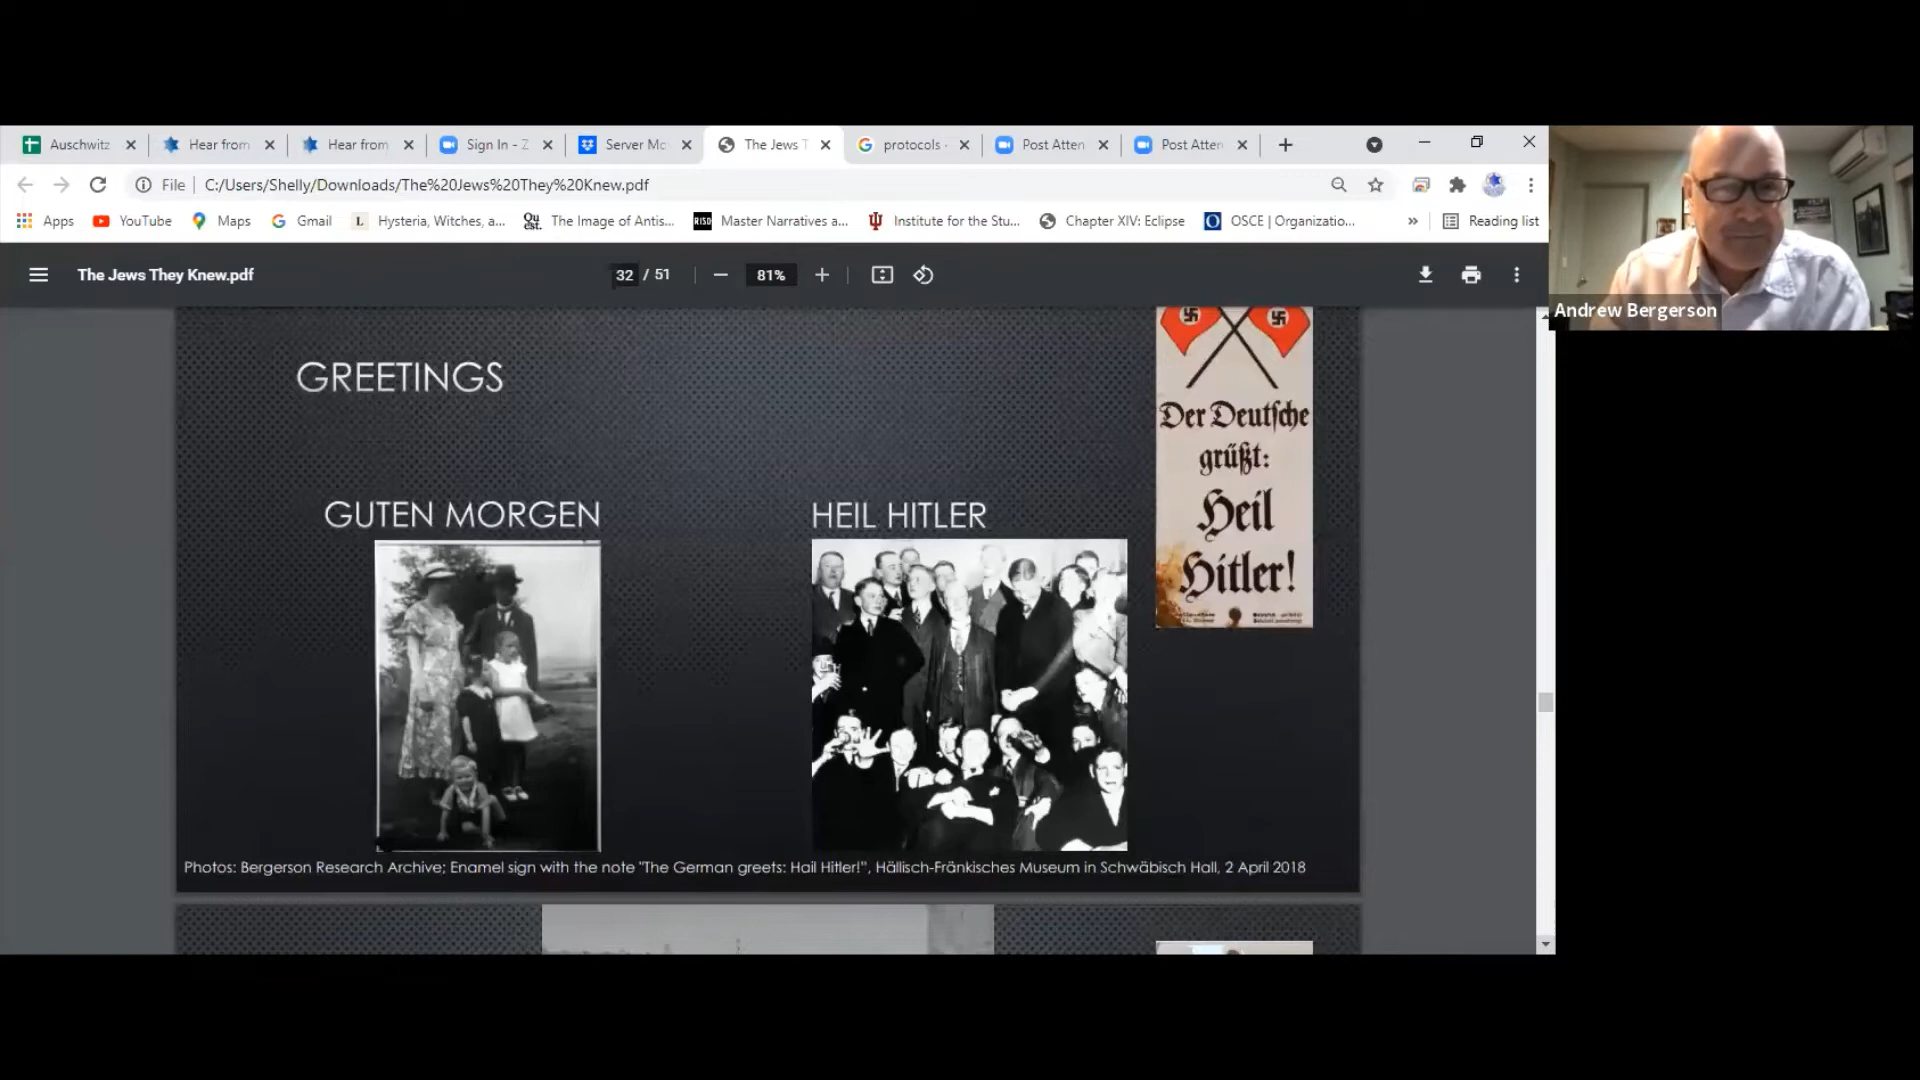 Auschwitz
Hear from
Hear from
Sign In - Z
Server Mo
The Jews T
protocols -
Post Atten
Post Atten
File
C:/Users/Shelly/Downloads/The%20Jews%20They%20Knew.pdf
Apps
YouTube
Maps
Gmail
L
Hysteria, Witches, a...
Qu
est.
The Image of Antis...
RISD
Master Narratives a...
Institute for the Stu...
Chapter XIV: Eclipse
OSCE | Organizatio...
»
Reading list
The Jews They Knew.pdf
32 / 51
81%
Andrew Bergerson
GREETINGS
GUTEN MORGEN
HEIL HITLER
Der Deutſche
grüßt:
Heil
Hitler!
Photos: Bergerson Research Archive; Enamel sign with the note "The German greets: Hail Hitler!", Hällisch-Fränkisches Museum in Schwäbisch Hall, 2 April 2018